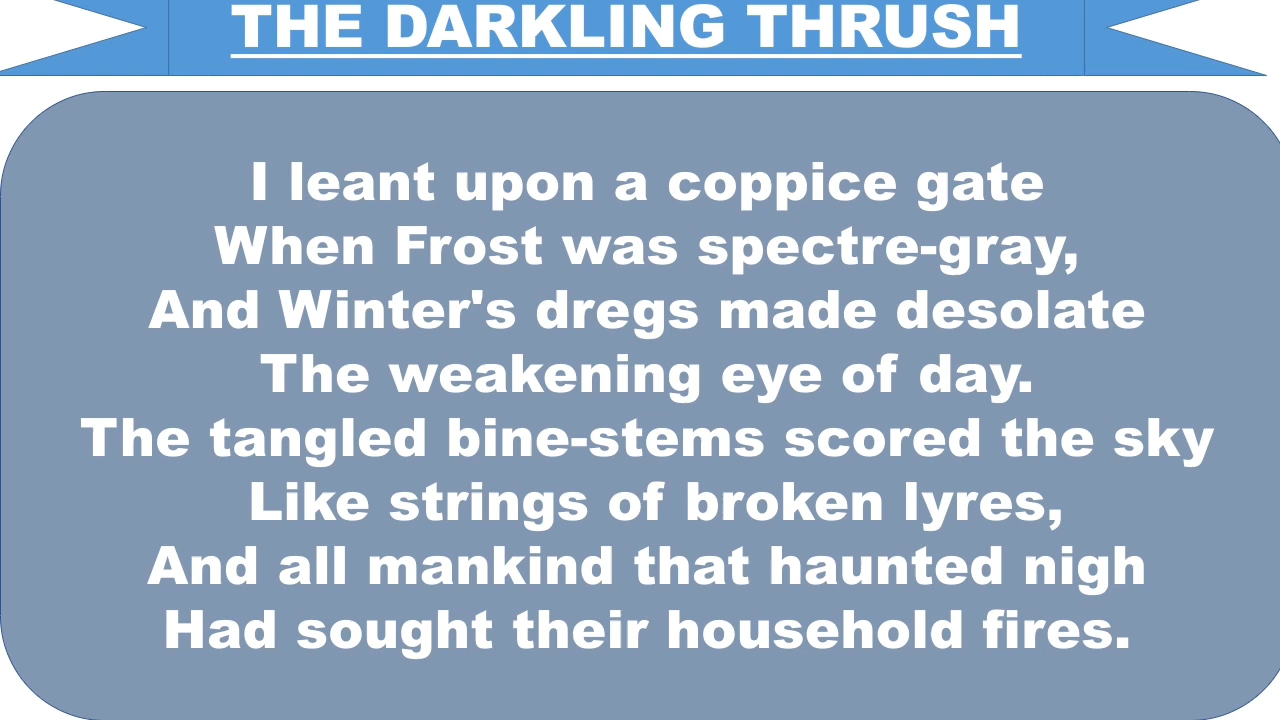 THE DARKLING THRUSH
I leant upon a coppice gate
When Frost was spectre-gray,
And Winter's dregs made desolate
The weakening eye of day.
The tangled bine-stems scored the sky
Like strings of broken lyres,
And all mankind that haunted nigh
Had sought their household fires.